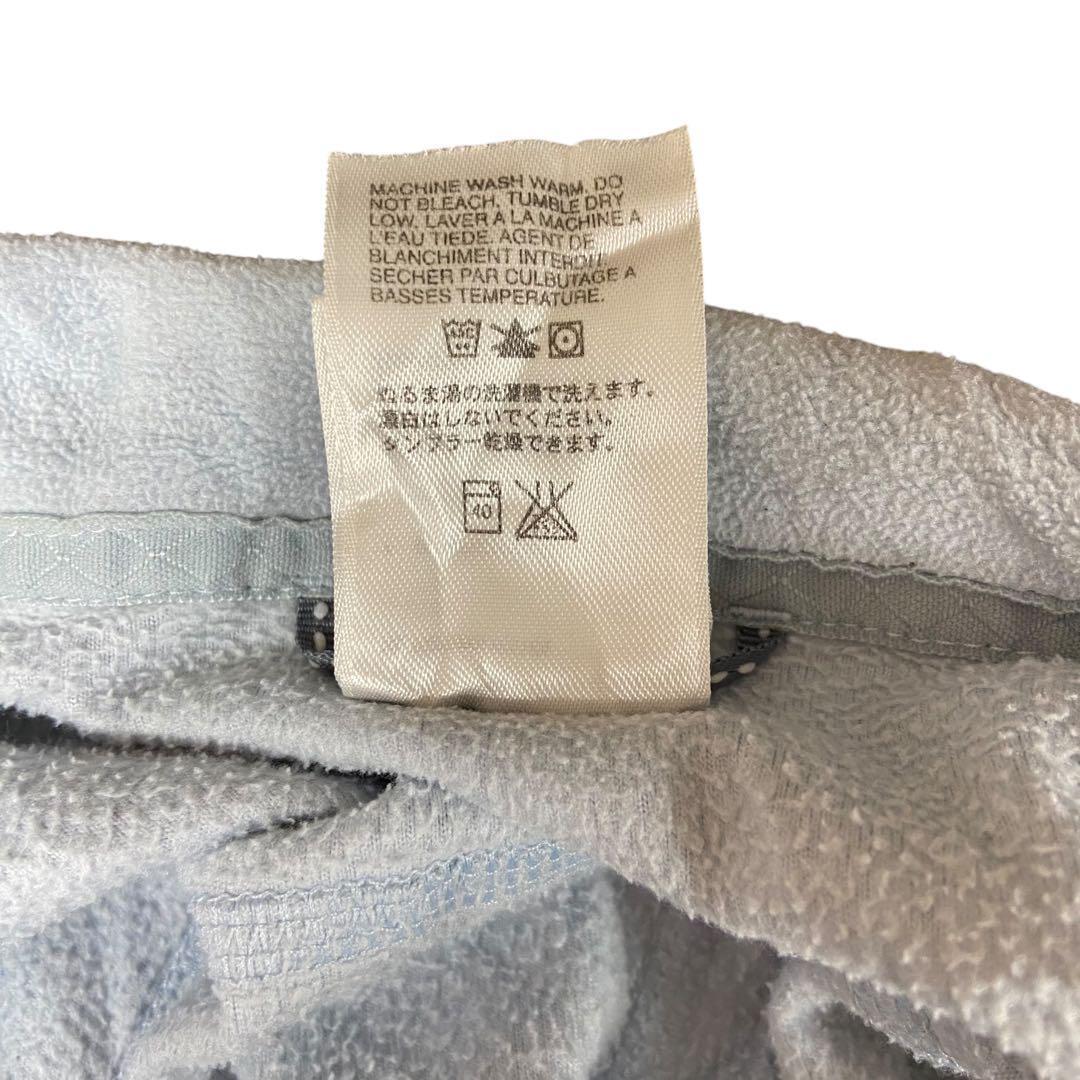 MACHINE WASH WARM. DO
NOT BLEACH. TUMBLE DRY
LOW. LAVER A LA MACHINE A
L'EAU TIEDE. AGENT DE
BLANCHIMENT INTERDIT.
SECHER PAR CULBUTAGE A
BASSES TEMPERATURE.
ぬるま湯の洗濯機で洗えます。
漂白はしないでください。
タンブラー乾燥できます。
40